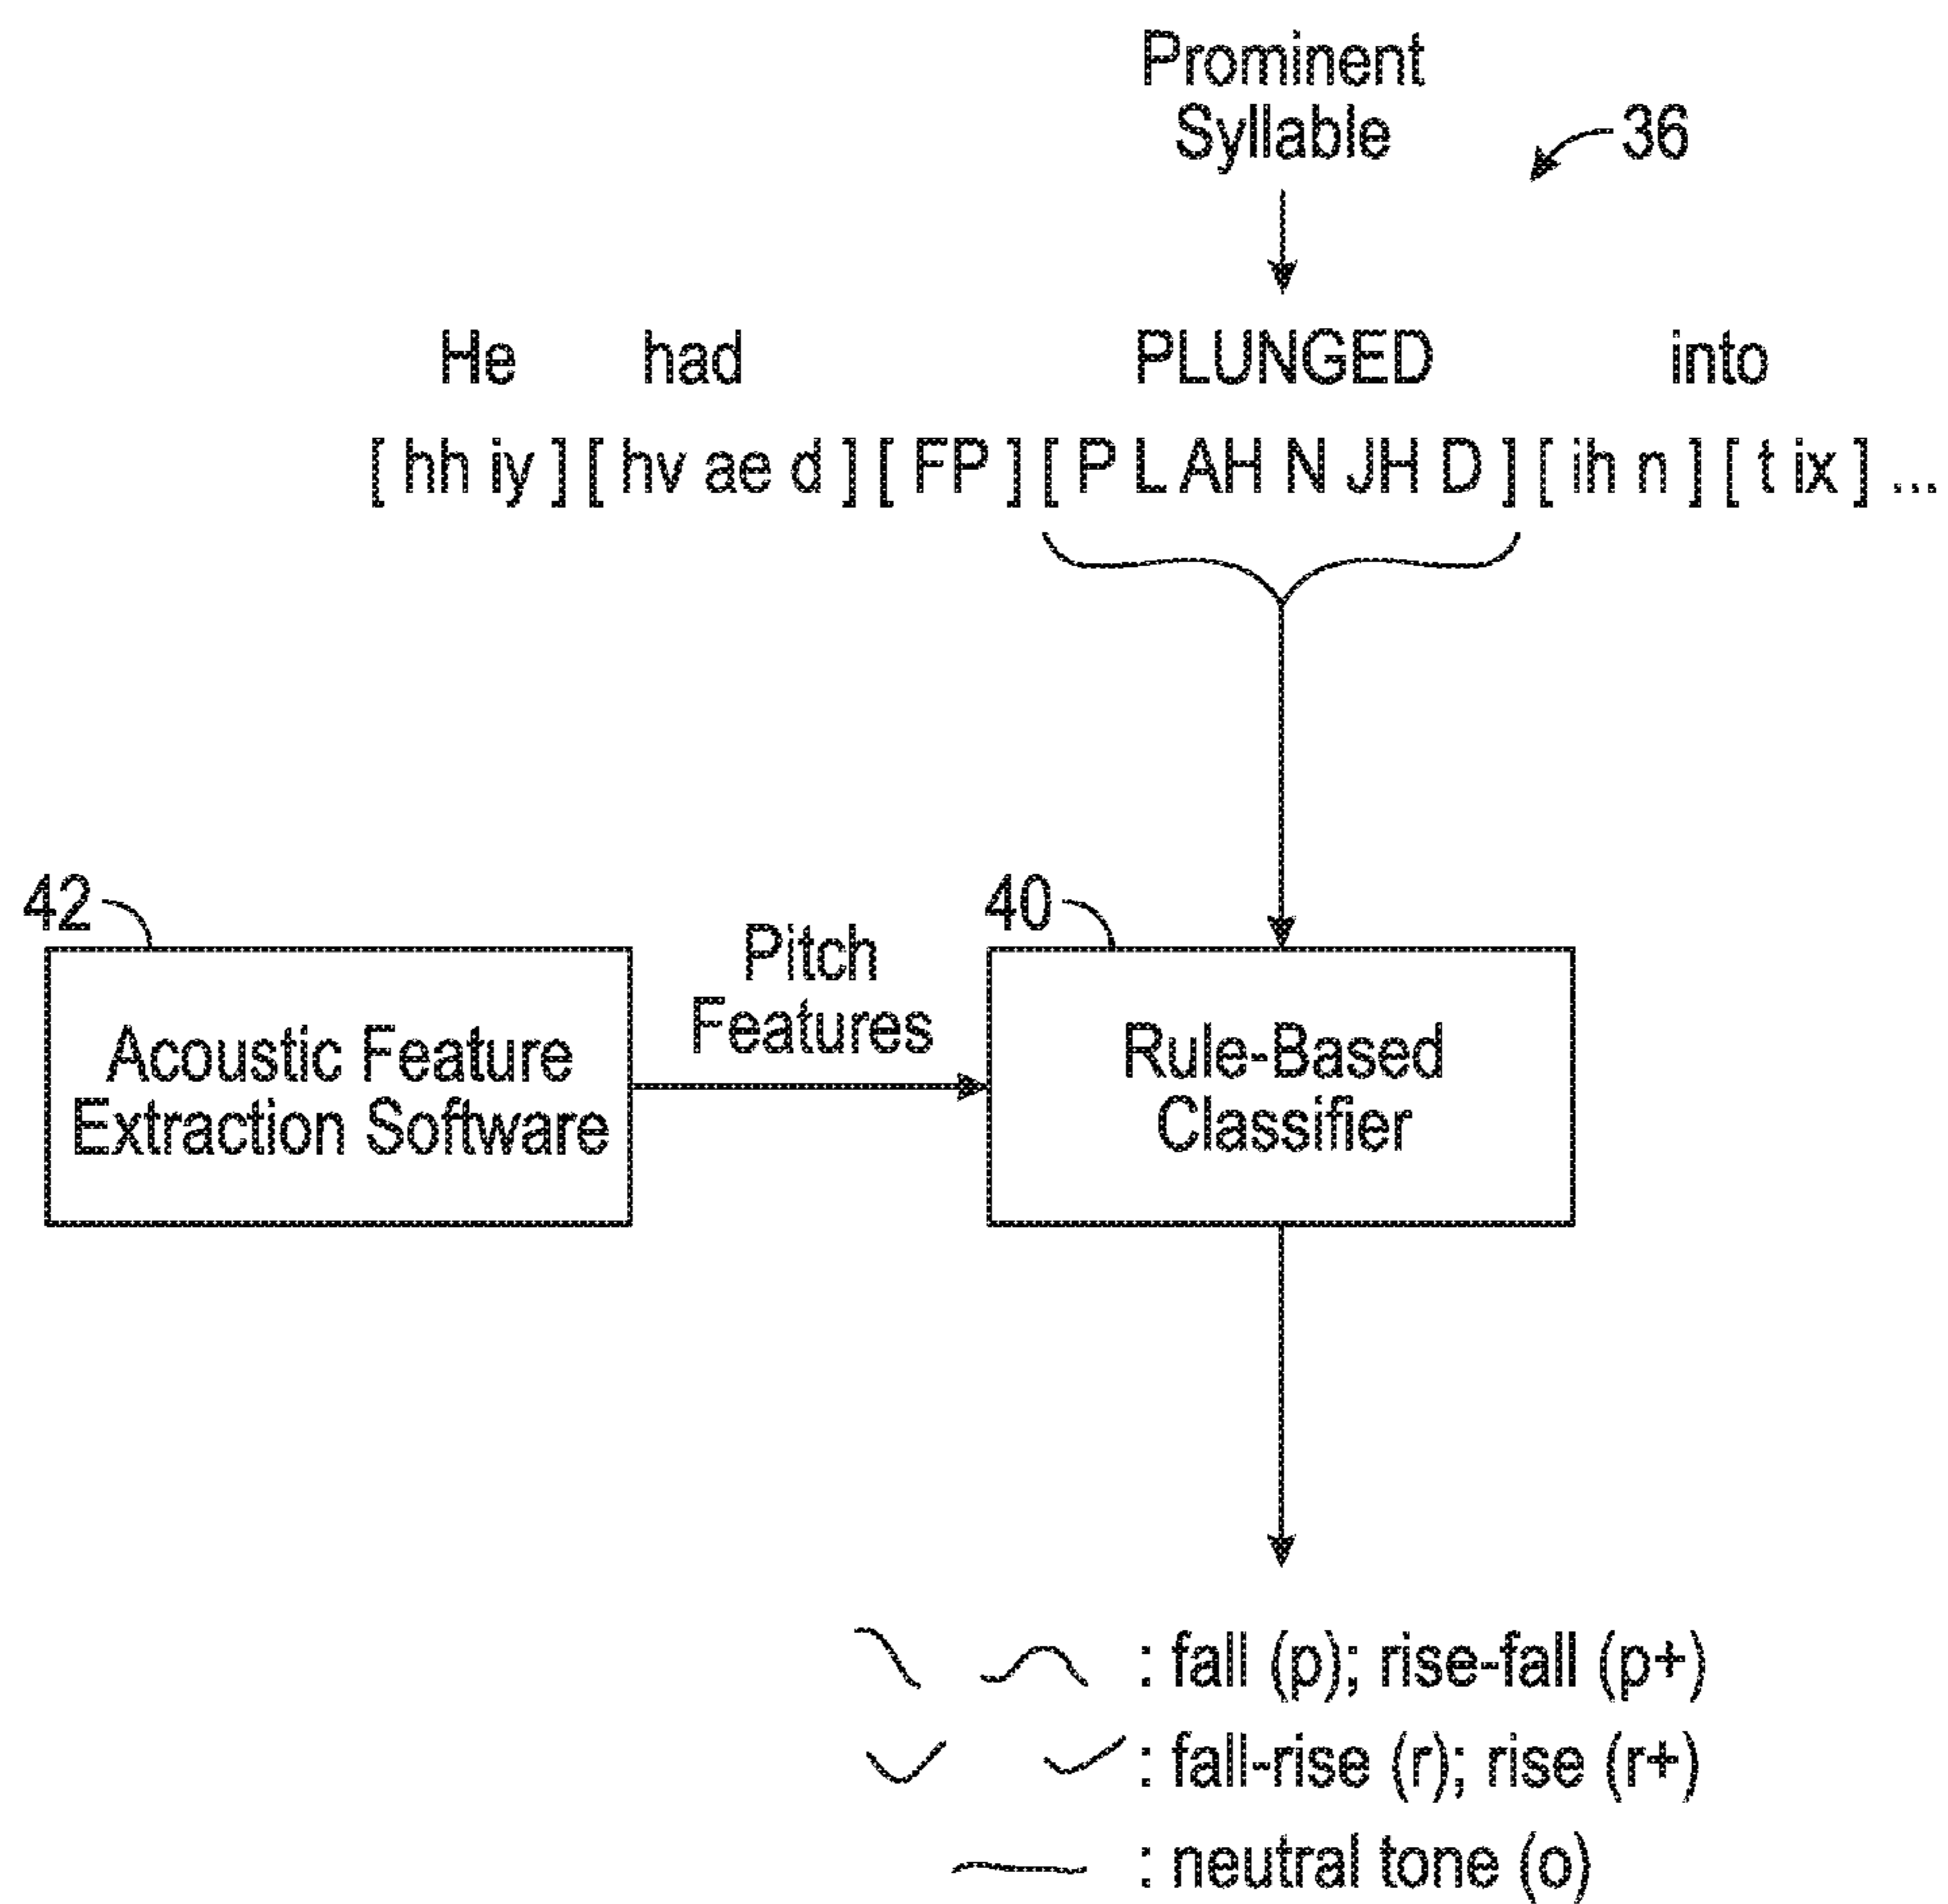 Prominent
Syllable
36
He had PLUNGED into
[ hh iy ] [ hv ae d ] [ FP ] [ P L AH N JH D ] [ ih n ] [ t ix ] ...
42
Pitch
Features
40
Acoustic Feature
Extraction Software
Rule-Based
Classifier
: fall (p); rise-fall (p+)
: fall-rise (r); rise (r+)
: neutral tone (o)